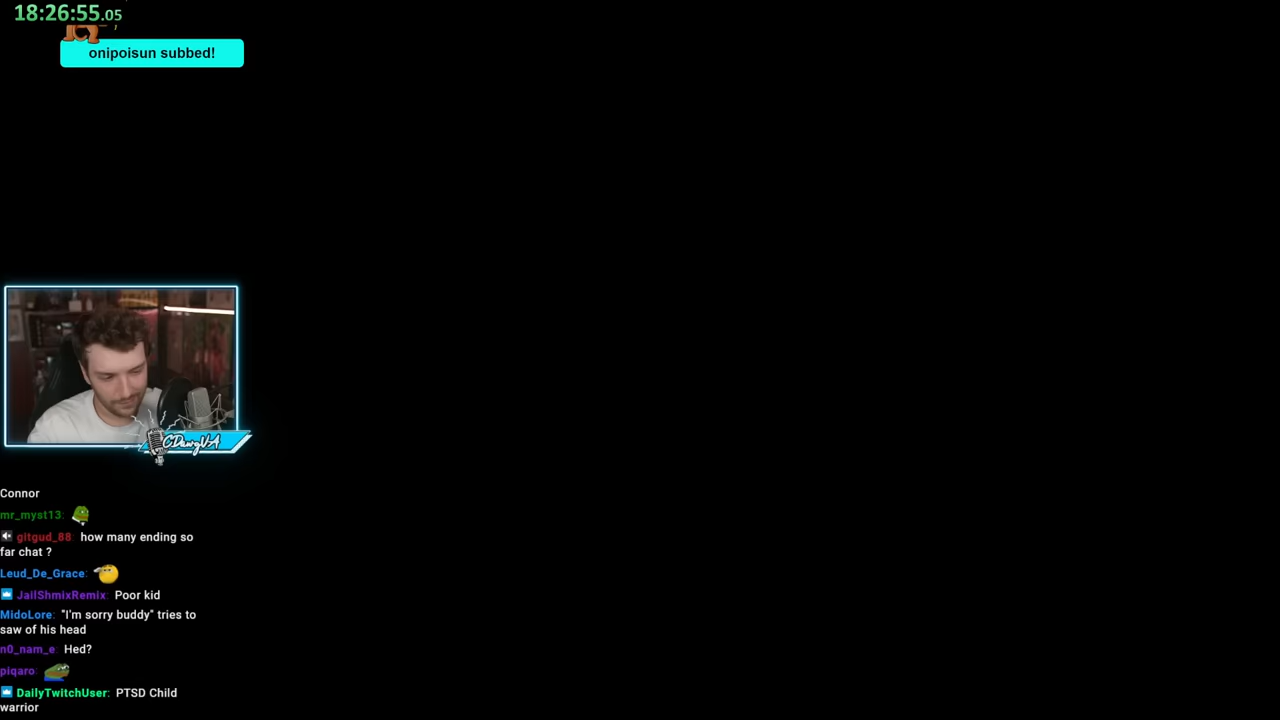 18:26:55.05
onipoisun subbed!
CDawgVA
Connor
mr_myst13:
gitgud_88: how many ending so
far chat ?
Leud_De_Grace:
JailShmixRemix: Poor kid
MidoLore: "I'm sorry buddy" tries to
saw of his head
n0_nam_e: Hed?
piqaro:
DailyTwitchUser: PTSD Child
warrior